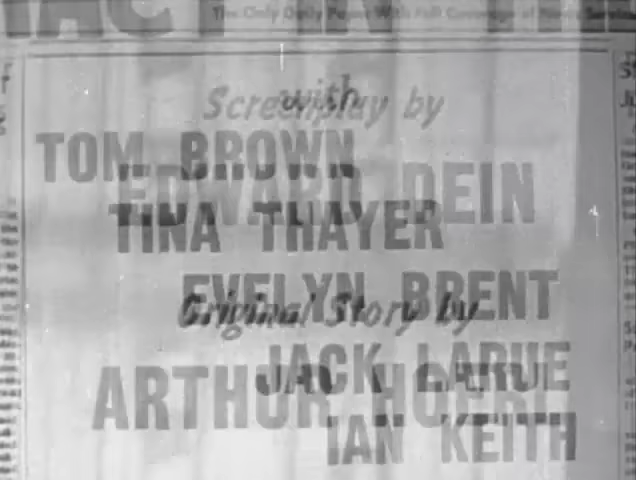 The Only Daily Paper With Full Coverage of
with
Screenplay by
TOM BROWN
EDWARD DEIN
TINA THAYER
EVELYN BRENT
Original Story by
JACK LARUE
ARTHUR HOERL
IAN KEITH